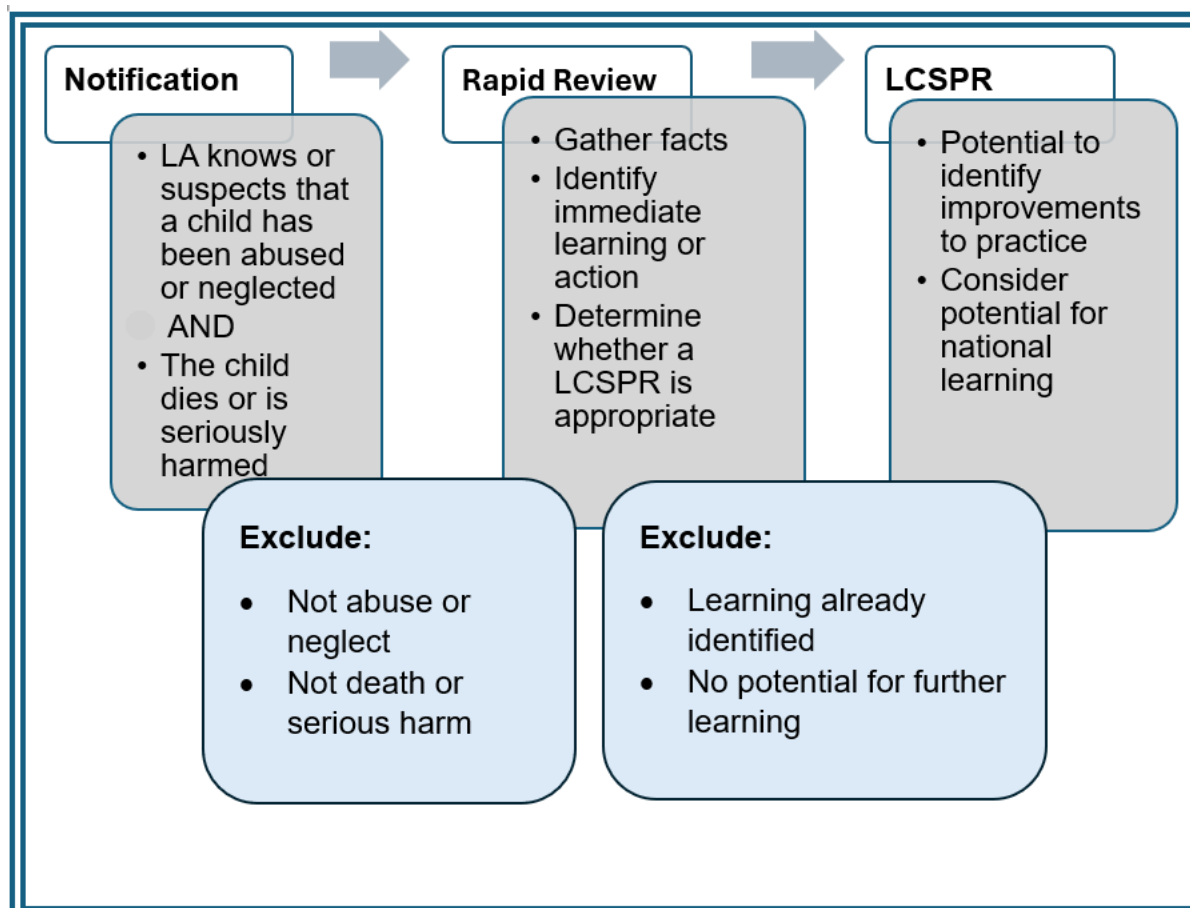 Notification
• LA knows or
suspects that
a child has
been abused
or neglected
AND
• The child
dies or is
seriously
harmed
Rapid Review
• Gather facts
• Identify
immediate
learning or
action
• Determine
whether a
LCSPR is
appropriate
LCSPR
• Potential to
identify
improvements
to practice
• Consider
potential for
national
learning
Exclude:
• Not abuse or
neglect
• Not death or
serious harm
Exclude:
• Learning already
identified
• No potential for further
learning